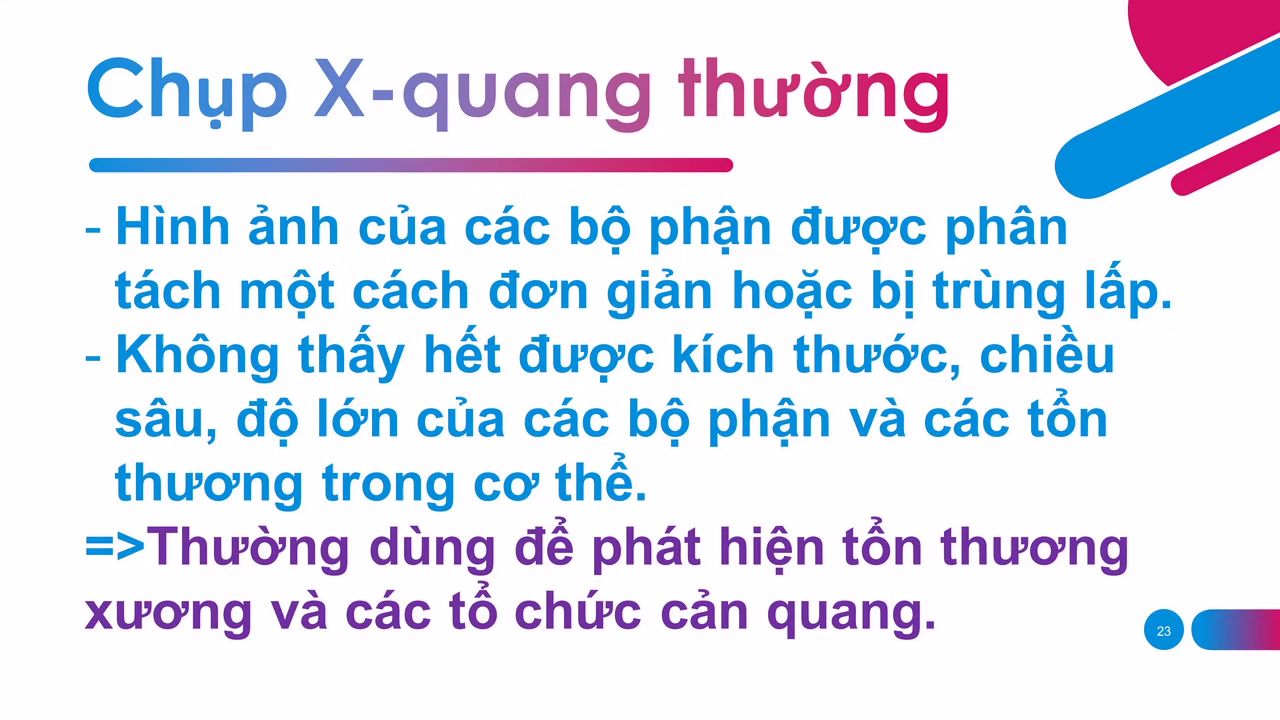 Chụp X-quang thường
- Hình ảnh của các bộ phận được phân
tách một cách đơn giản hoặc bị trùng lấp.
- Không thấy hết được kích thước, chiều
sâu, độ lớn của các bộ phận và các tổn
thương trong cơ thể.
=>Thường dùng để phát hiện tổn thương
xương và các tổ chức cản quang.
23